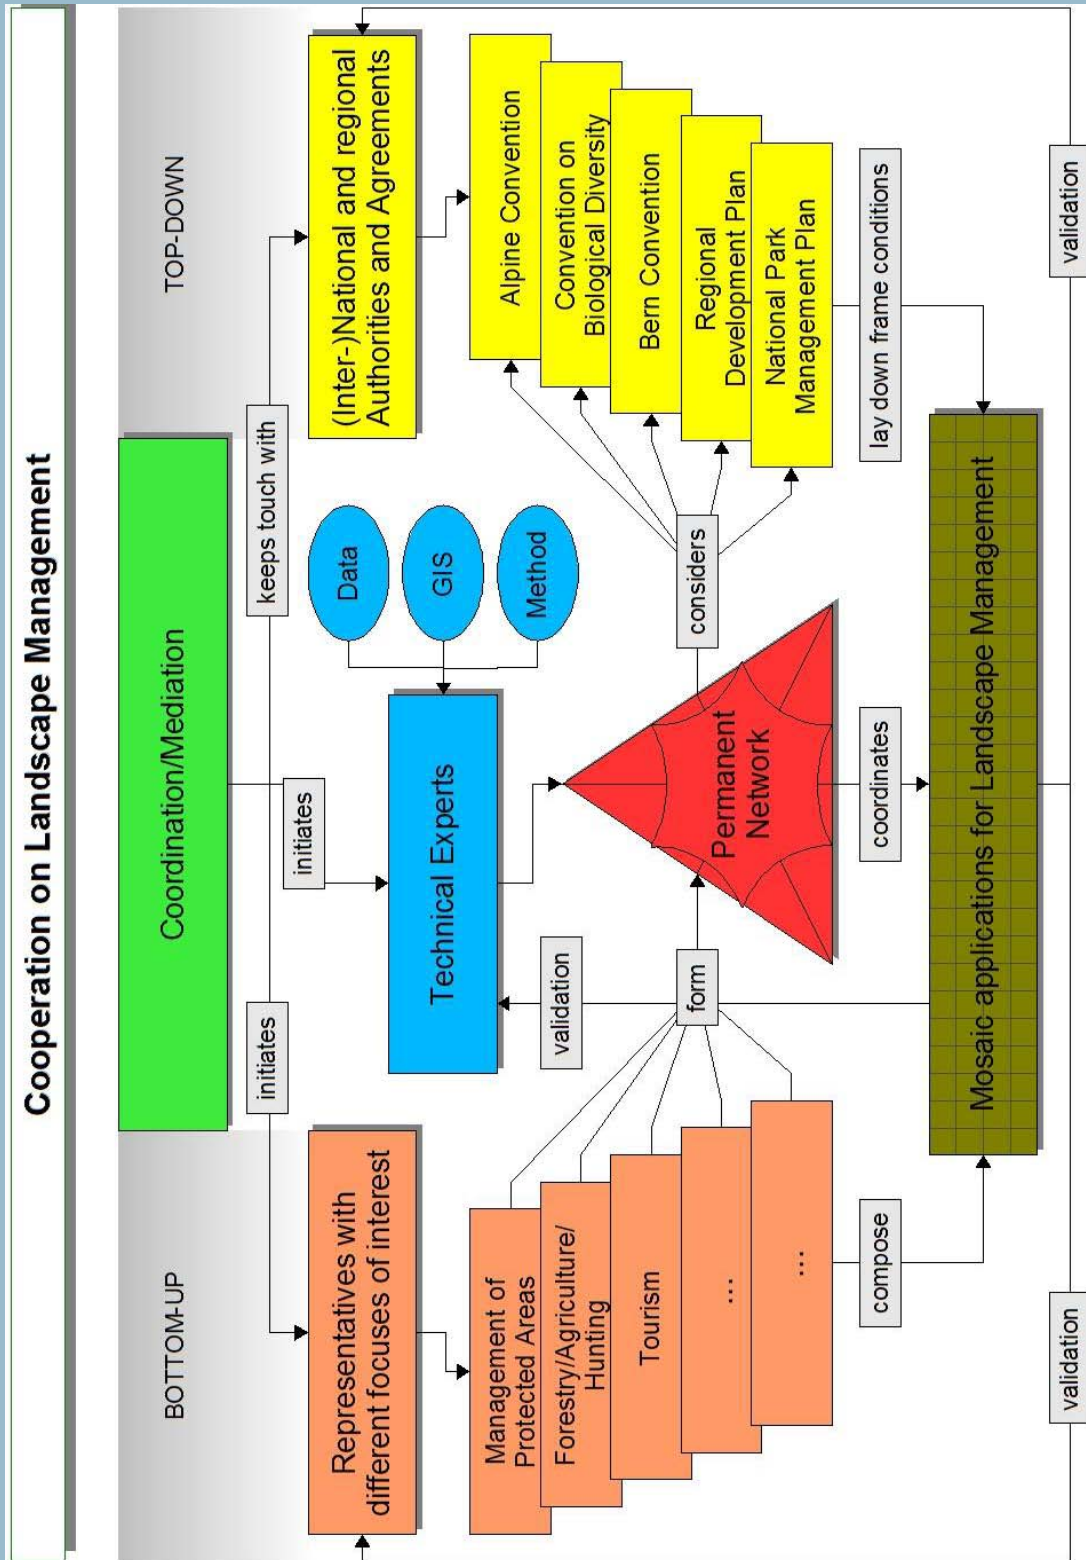 Cooperation on Landscape Management
BOTTOM-UP
Coordination/Mediation
TOP-DOWN
initiates
initiates
keeps touch with
Representatives with
different focuses of interest
Technical Experts
Data
GIS
Method
(Inter-)National and regional
Authorities and Agreements
Management of
Protected Areas
Forestry/Agriculture/
Hunting
Tourism
...
...
validation
form
Permanent
Network
considers
Alpine Convention
Convention on
Biological Diversity
Bern Convention
Regional
Development Plan
National Park
Management Plan
compose
coordinates
lay down frame conditions
Mosaic applications for Landscape Management
validation
validation